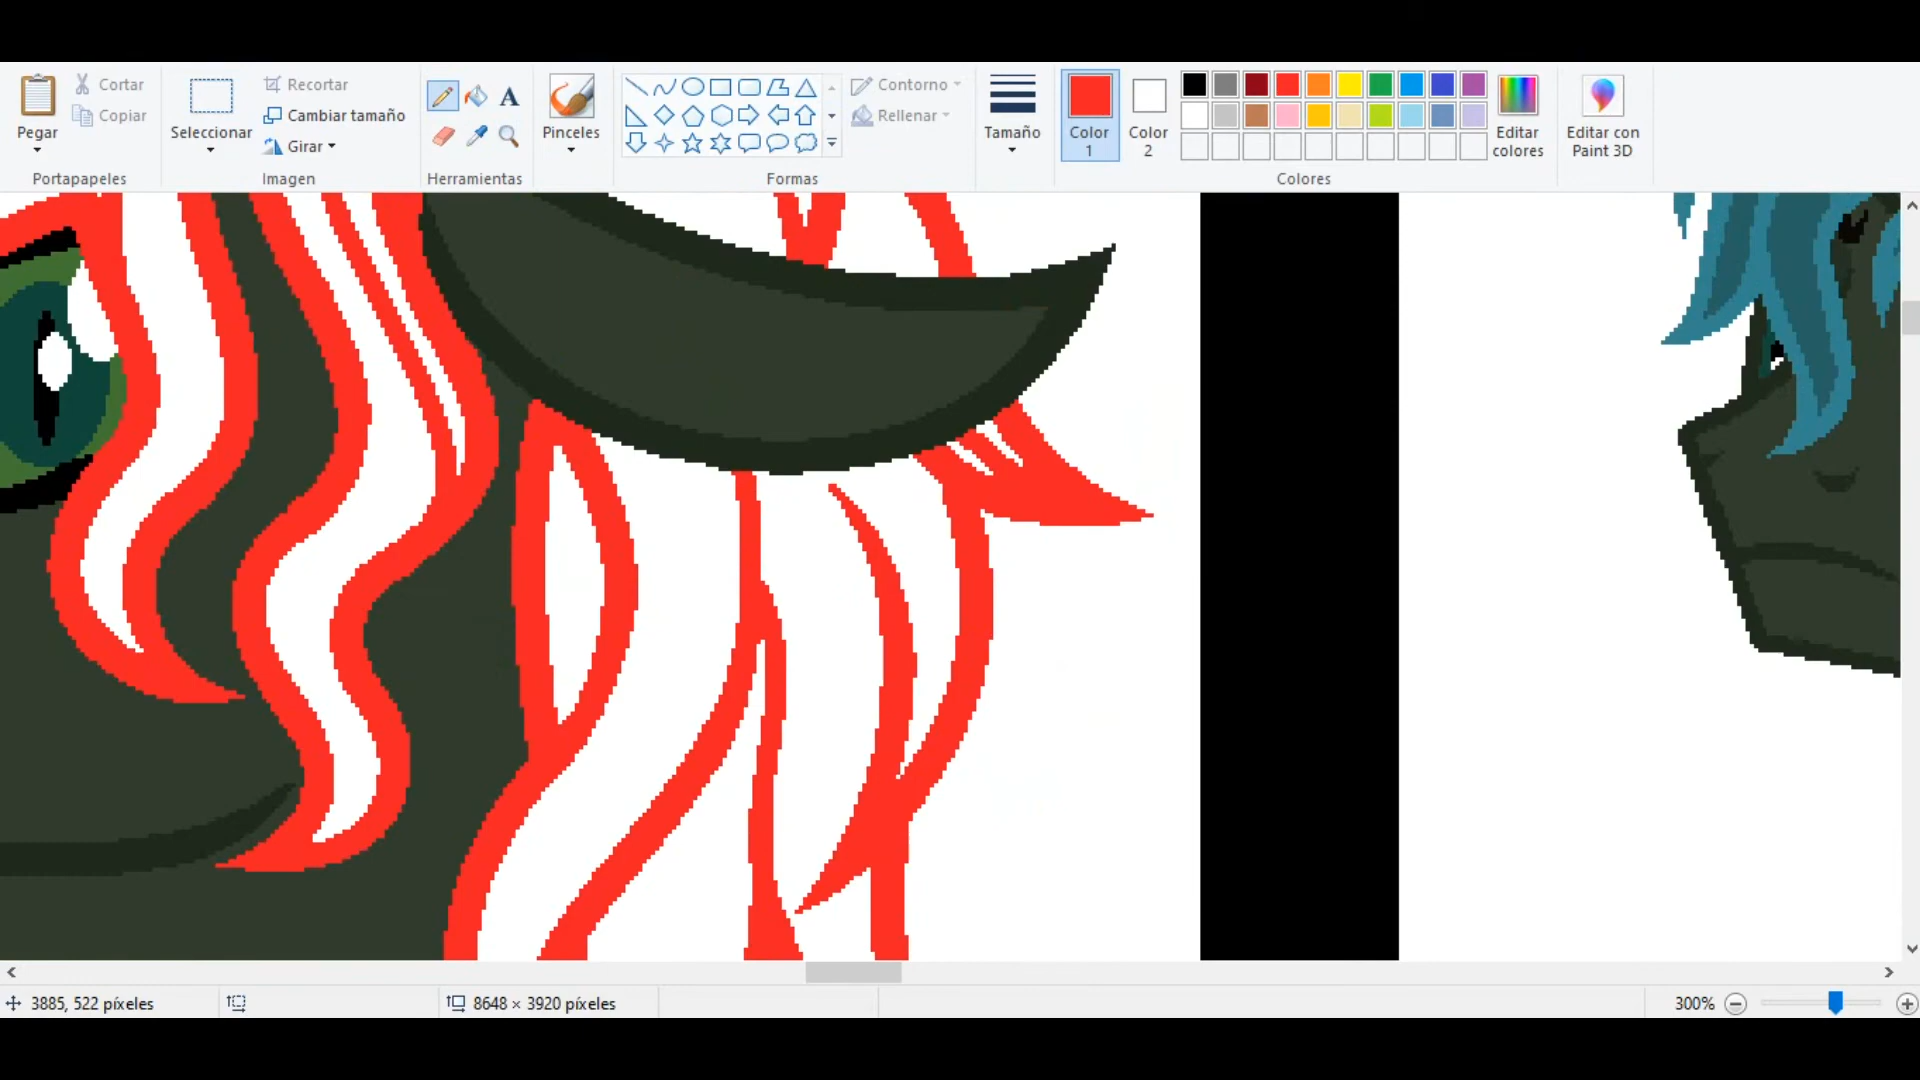 Pegar
Cortar
Copiar
Portapapeles
Seleccionar
Recortar
Cambiar tamaño
Girar
Imagen
A
Herramientas
Pinceles
Contorno
Rellenar
Formas
Tamaño
Color
1
Color
2
Editar
colores
Colores
Editar con
Paint 3D
3885, 522 píxeles
8648 × 3920 píxeles
300%